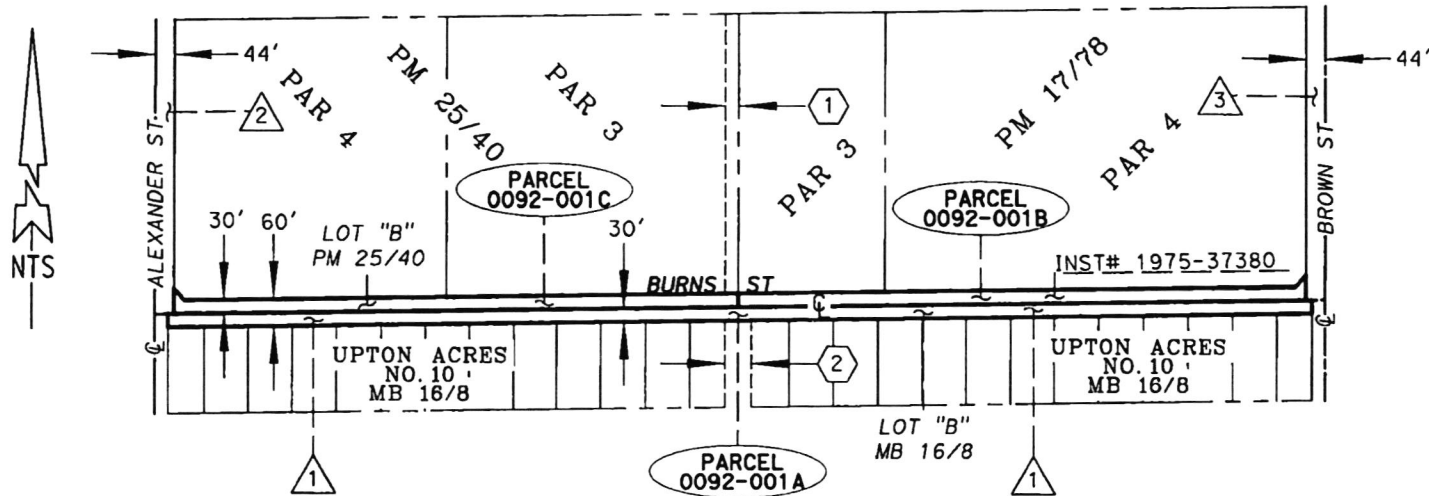 44'
PAR 4
PM 25/40
PAR 3
1
PM 17/78
44'
2
3
ALEXANDER ST.
PAR 3
PAR 4
BROWN ST
PARCEL
0092-001C
PARCEL
0092-001B
NTS
30'
60'
LOT "B"
PM 25/40
30'
INST# 1975-37380
BURNS ST
℄
℄
℄
UPTON ACRES
NO. 10
MB 16/8
2
UPTON ACRES
NO. 10
MB 16/8
LOT "B"
MB 16/8
1
PARCEL
0092-001A
1